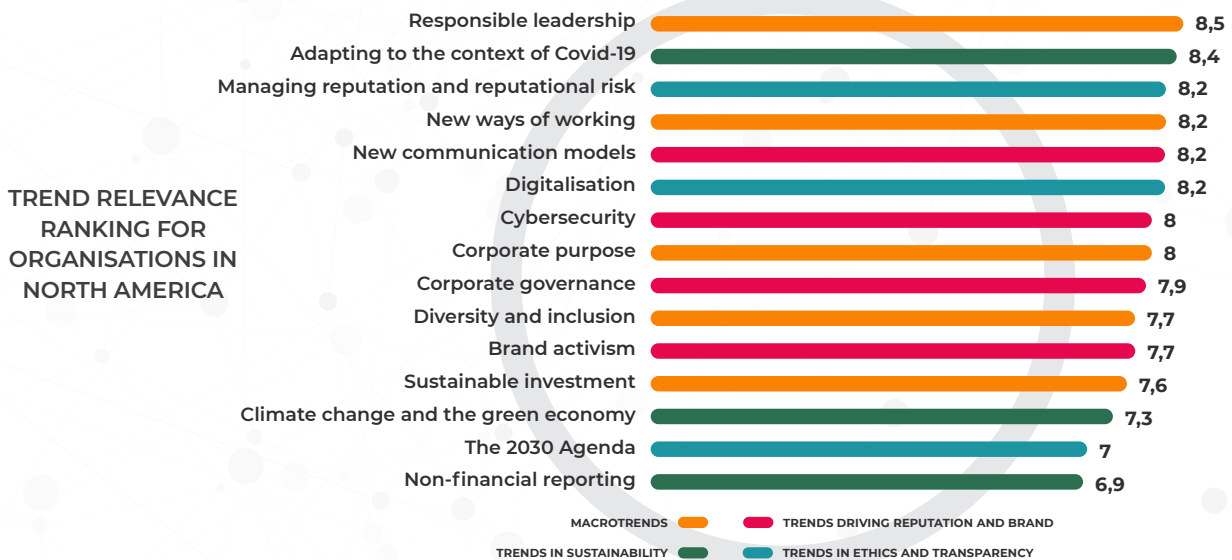 TREND RELEVANCE
RANKING FOR
ORGANISATIONS IN
NORTH AMERICA
Responsible leadership 8,5
Adapting to the context of Covid-19 8,4
Managing reputation and reputational risk 8,2
New ways of working 8,2
New communication models 8,2
Digitalisation 8,2
Cybersecurity 8
Corporate purpose 8
Corporate governance 7,9
Diversity and inclusion 7,7
Brand activism 7,7
Sustainable investment 7,6
Climate change and the green economy 7,3
The 2030 Agenda 7
Non-financial reporting 6,9
MACROTRENDS TRENDS DRIVING REPUTATION AND BRAND
TRENDS IN SUSTAINABILITY TRENDS IN ETHICS AND TRANSPARENCY